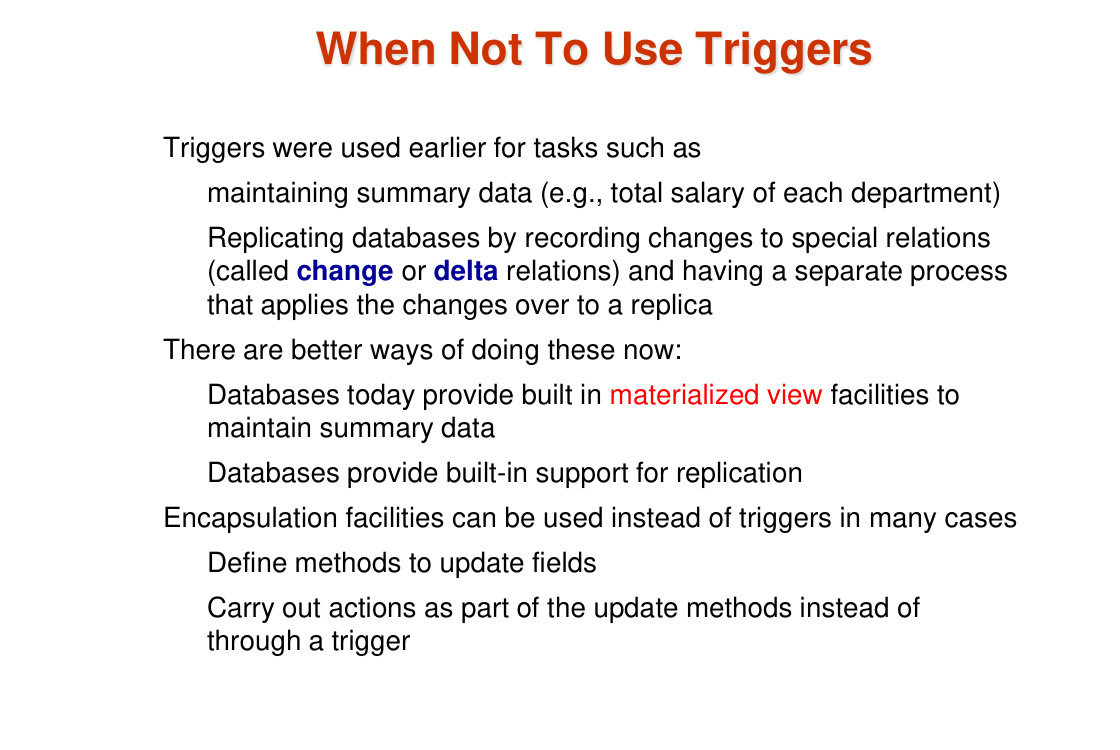 When Not To Use Triggers
Triggers were used earlier for tasks such as
maintaining summary data (e.g., total salary of each department)
Replicating databases by recording changes to special relations
(called change or delta relations) and having a separate process
that applies the changes over to a replica
There are better ways of doing these now:
Databases today provide built in materialized view facilities to
maintain summary data
Databases provide built-in support for replication
Encapsulation facilities can be used instead of triggers in many cases
Define methods to update fields
Carry out actions as part of the update methods instead of
through a trigger